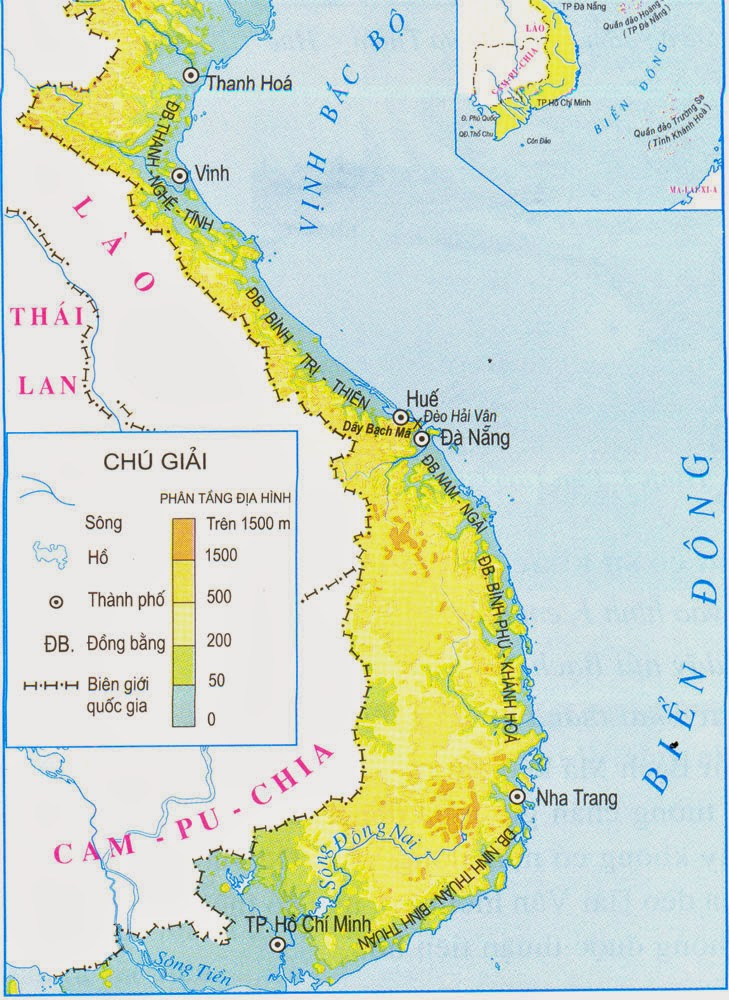 Thanh Hoá
ĐB THANH - NGHỆ - TĨNH
Vinh
VỊNH BẮC BỘ
TP Đà Nẵng
Quần đảo Hoàng
( TP Đà Nẵng )
LÀO
CAM-PU-CHIA
TP Hồ Chí Minh
BIỂN ĐÔNG
Đ. Phú Quốc
QĐ.Thổ Chu
Côn Đảo
Quần đảo Trường Sa
( Tỉnh Khánh Hoà )
MA-LAI-XI-A
LÀO
THÁI
LAN
ĐB. BÌNH - TRỊ - THIÊN
Huế
Đèo Hải Vân
Dãy Bạch Mã
Đà Nẵng
ĐB.NAM - NGÃI
ĐB. BÌNH PHÚ - KHÁNH HOÀ
BIỂN ĐÔNG
CHÚ GIẢI
Sông
Hồ
Thành phố
ĐB. Đồng bằng
Biên giới
quốc gia
PHÂN TẦNG ĐỊA HÌNH
Trên 1500 m
1500
500
200
50
0
CAM - PU - CHIA
Nha Trang
Sông Đồng Nai
ĐB. NINH THUẬN - BÌNH THUẬN
TP. Hồ Chí Minh
Sông Tiền